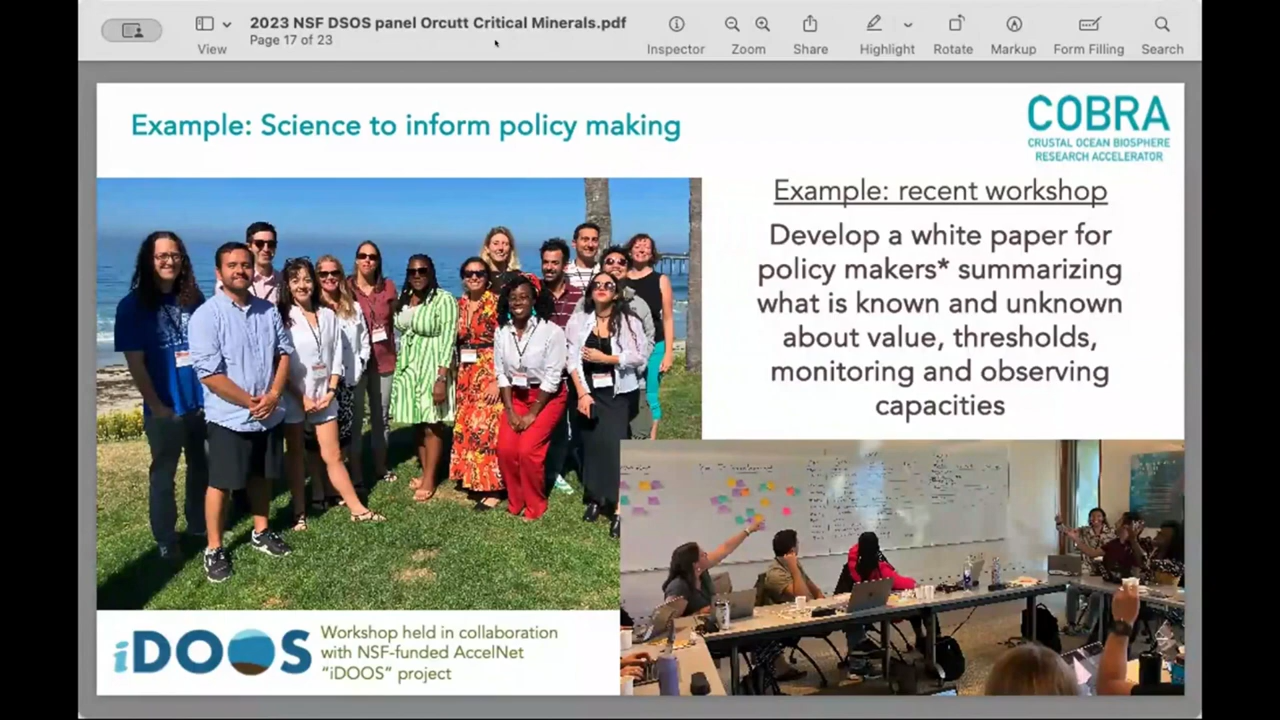 2023 NSF DSOS panel Orcutt Critical Minerals.pdf
Page 17 of 23
View
Inspector
Zoom
Share
Highlight
Rotate
Markup
Form Filling
Search
Example: Science to inform policy making
COBRA
CRUSTAL OCEAN BIOSPHERE
RESEARCH ACCELERATOR
Example: recent workshop
Develop a white paper for
policy makers* summarizing
what is known and unknown
about value, thresholds,
monitoring and observing
capacities
iDOOS
Workshop held in collaboration
with NSF-funded AccelNet
“iDOOS” project